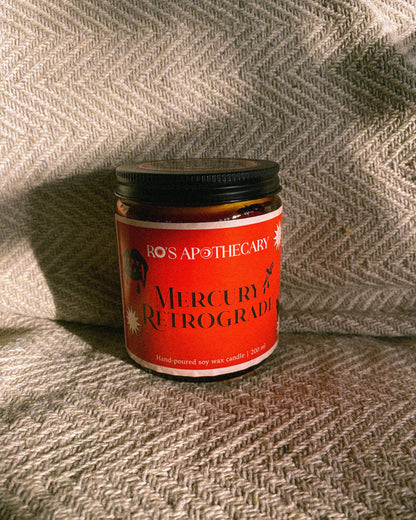 RO'S APOTHECARY
MERCURY
RETROGRADE
Hand-poured soy wax candle | 200 ml